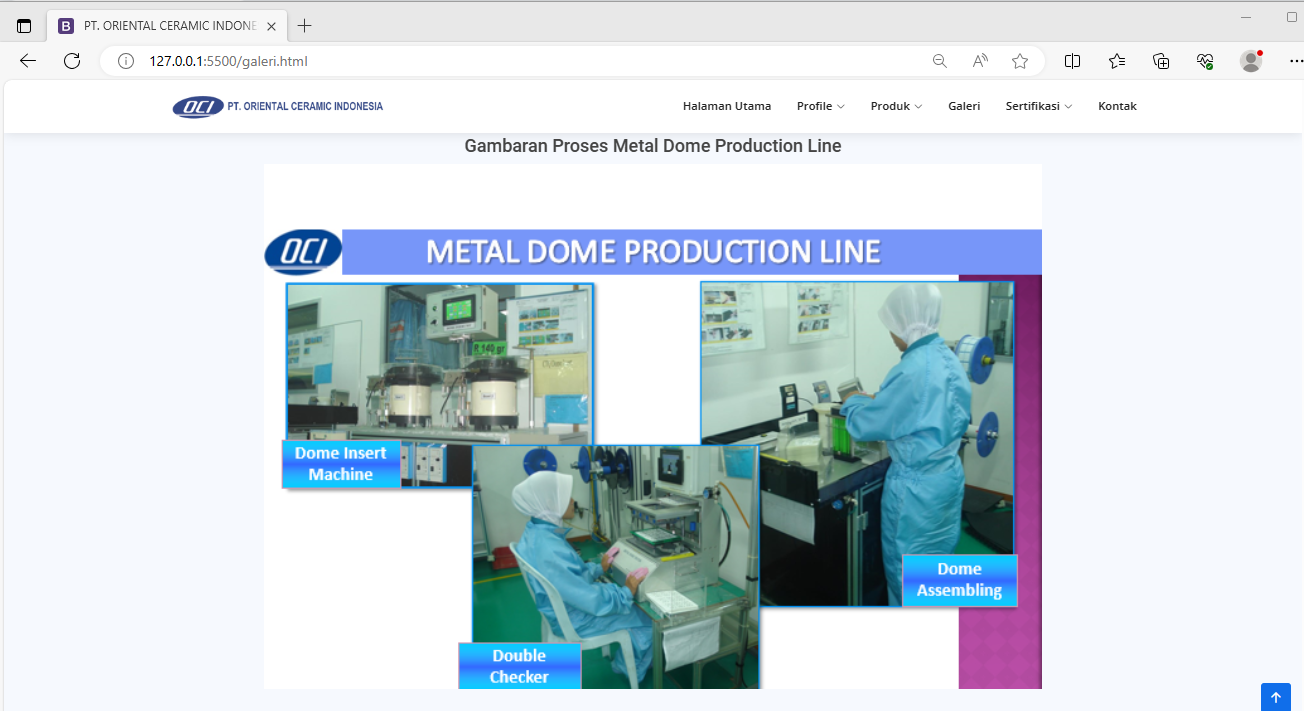 PT. ORIENTAL CERAMIC INDONE
127.0.0.1:5500/galeri.html
OCI PT. ORIENTAL CERAMIC INDONESIA
Halaman Utama Profile Produk Galeri Sertifikasi Kontak
Gambaran Proses Metal Dome Production Line
OCI METAL DOME PRODUCTION LINE
R 140 gr
Dome Insert
Machine
Dome
Assembling
Double
Checker